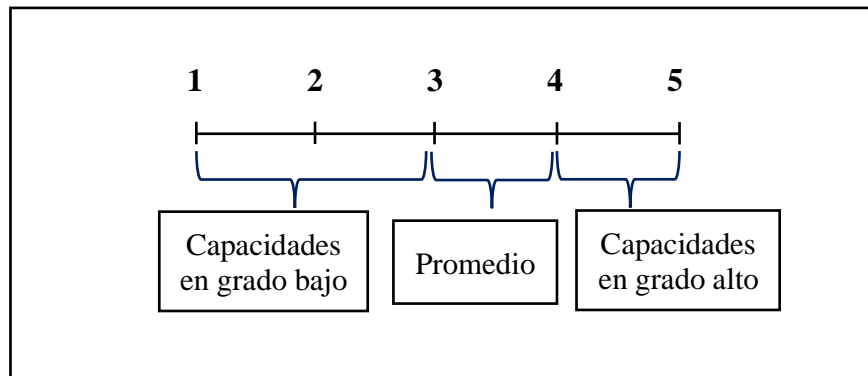 1 2 3 4 5
Capacidades
en grado bajo
Promedio
Capacidades
en grado alto